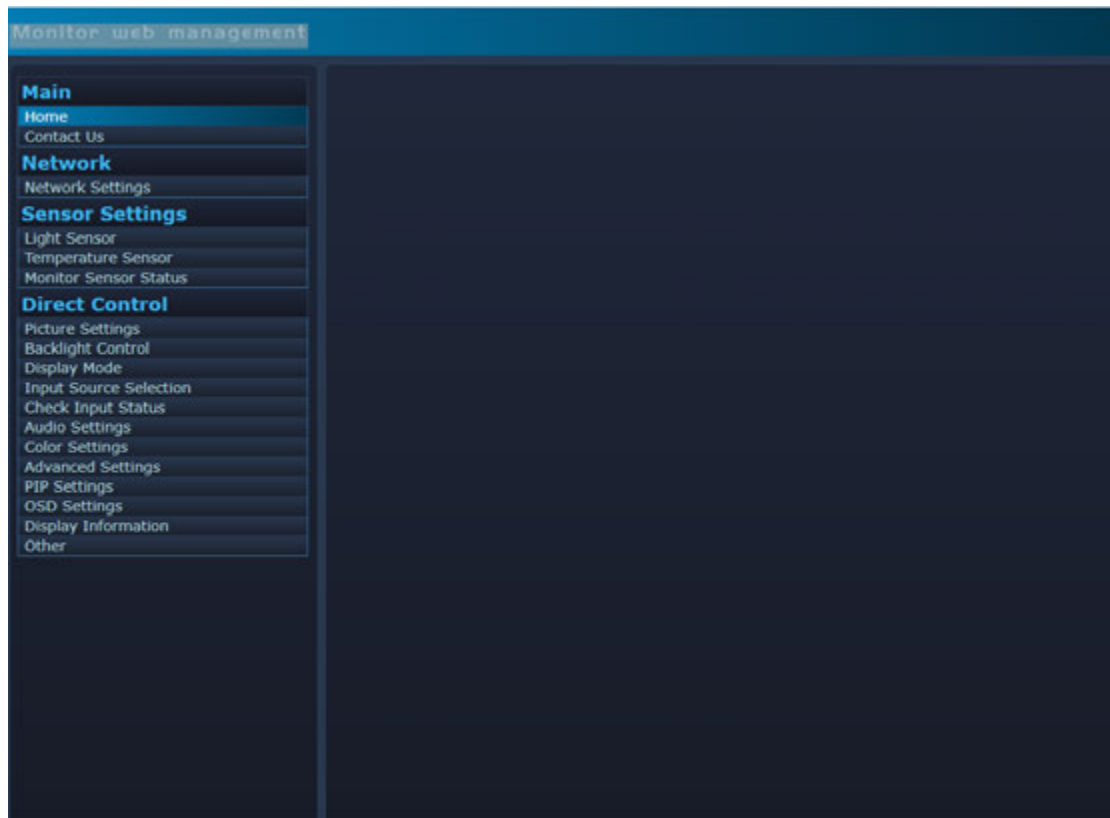 Monitor web management
Main
Home
Contact Us
Network
Network Settings
Sensor Settings
Light Sensor
Temperature Sensor
Monitor Sensor Status
Direct Control
Picture Settings
Backlight Control
Display Mode
Input Source Selection
Check Input Status
Audio Settings
Color Settings
Advanced Settings
PIP Settings
OSD Settings
Display Information
Other